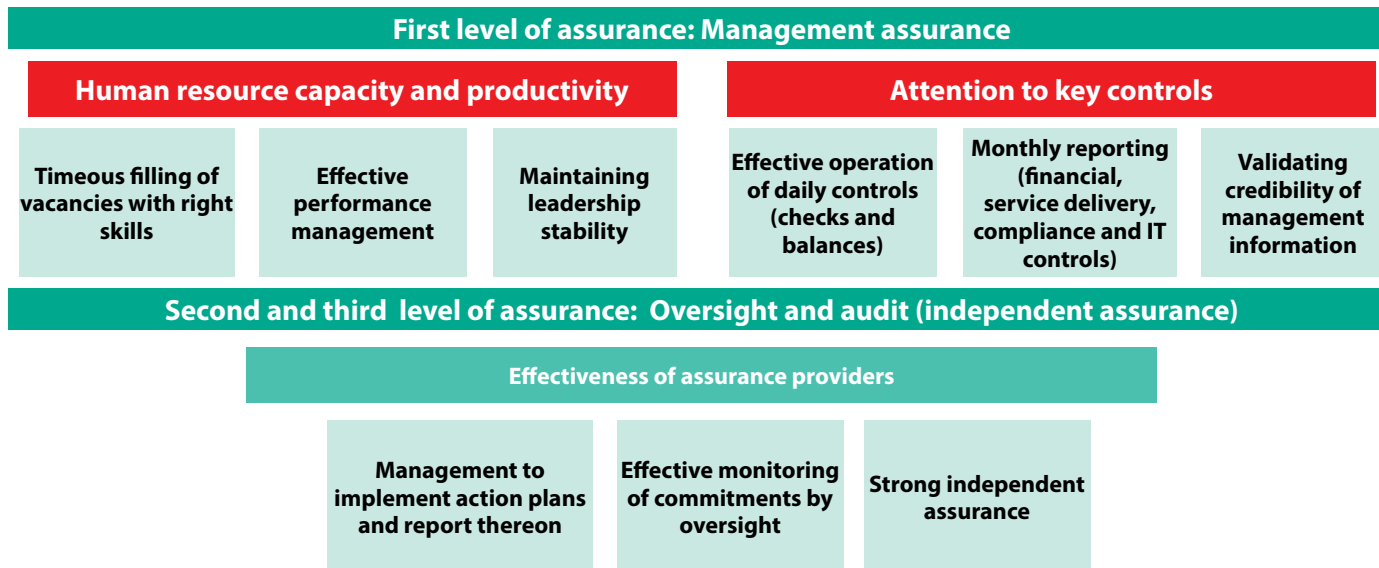 First level of assurance: Management assurance
Human resource capacity and productivity
Attention to key controls
Timeous filling of
vacancies with right
skills
Effective
performance
management
Maintaining
leadership
stability
Effective operation
of daily controls
(checks and
balances)
Monthly reporting
(financial,
service delivery,
compliance and IT
controls)
Validating
credibility of
management
information
Second and third level of assurance: Oversight and audit (independent assurance)
Effectiveness of assurance providers
Management to
implement action plans
and report thereon
Effective monitoring
of commitments by
oversight
Strong independent
assurance